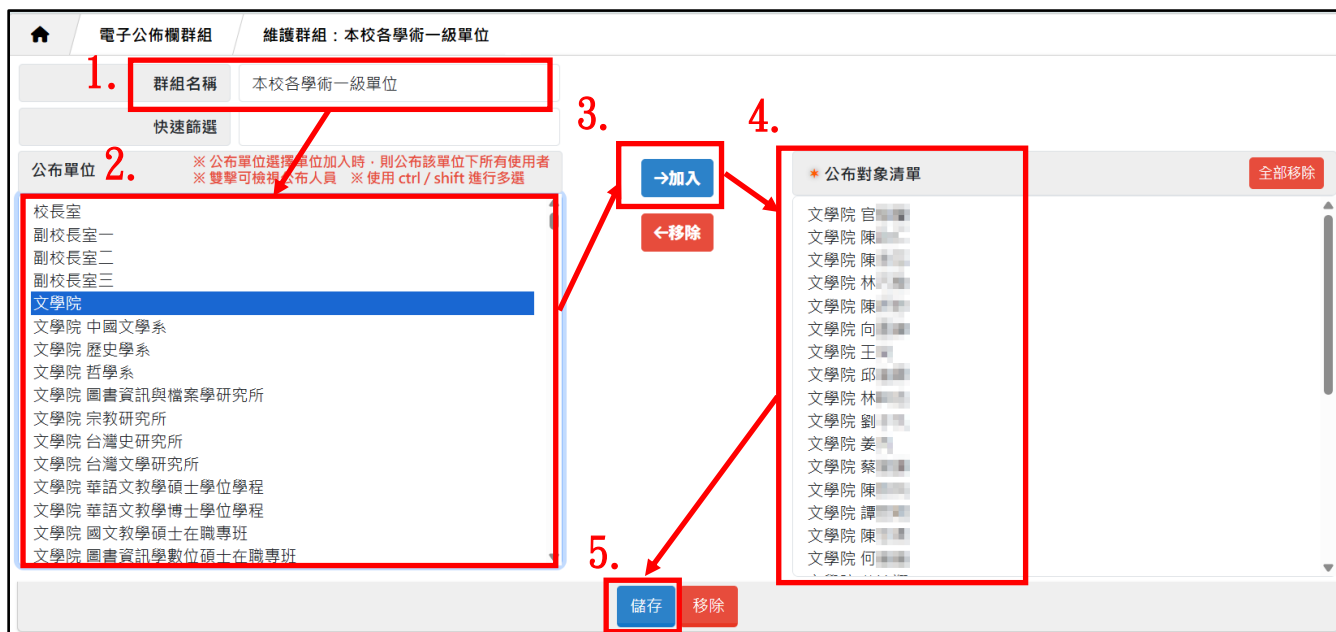 電子公佈欄群組 維護群組：本校各學術一級單位
1. 群組名稱 本校各學術一級單位
快速篩選
公布單位 2. ※ 公布單位選擇單位加入時，則公布該單位下所有使用者
※ 雙擊可檢視公布人員 ※ 使用 ctrl / shift 進行多選
校長室
副校長室一
副校長室二
副校長室三
文學院
文學院 中國文學系
文學院 歷史學系
文學院 哲學系
文學院 圖書資訊與檔案學研究所
文學院 宗教研究所
文學院 台灣史研究所
文學院 台灣文學研究所
文學院 華語文教學碩士學位學程
文學院 華語文教學博士學位學程
文學院 國文教學碩士在職專班
文學院 圖書資訊學數位碩士在職專班
3.
→加入
←移除
4.
* 公布對象清單 全部移除
文學院 官
文學院 陳
文學院 陳
文學院 林
文學院 陳
文學院 向
文學院 王
文學院 邱
文學院 林
文學院 劉
文學院 姜
文學院 蔡
文學院 陳
文學院 譚
文學院 陳
文學院 何
5.
儲存 移除